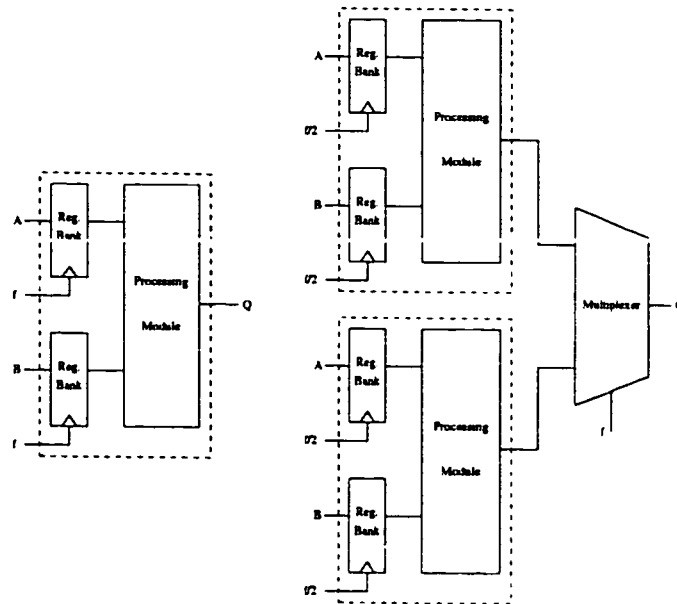 A
Reg.
Bank
f
B
Reg.
Bank
f
Processing
Module
Q
A
Reg.
Bank
f/2
B
Reg.
Bank
f/2
Processing
Module
A
Reg.
Bank
f/2
B
Reg.
Bank
f/2
Processing
Module
Multiplexer
f